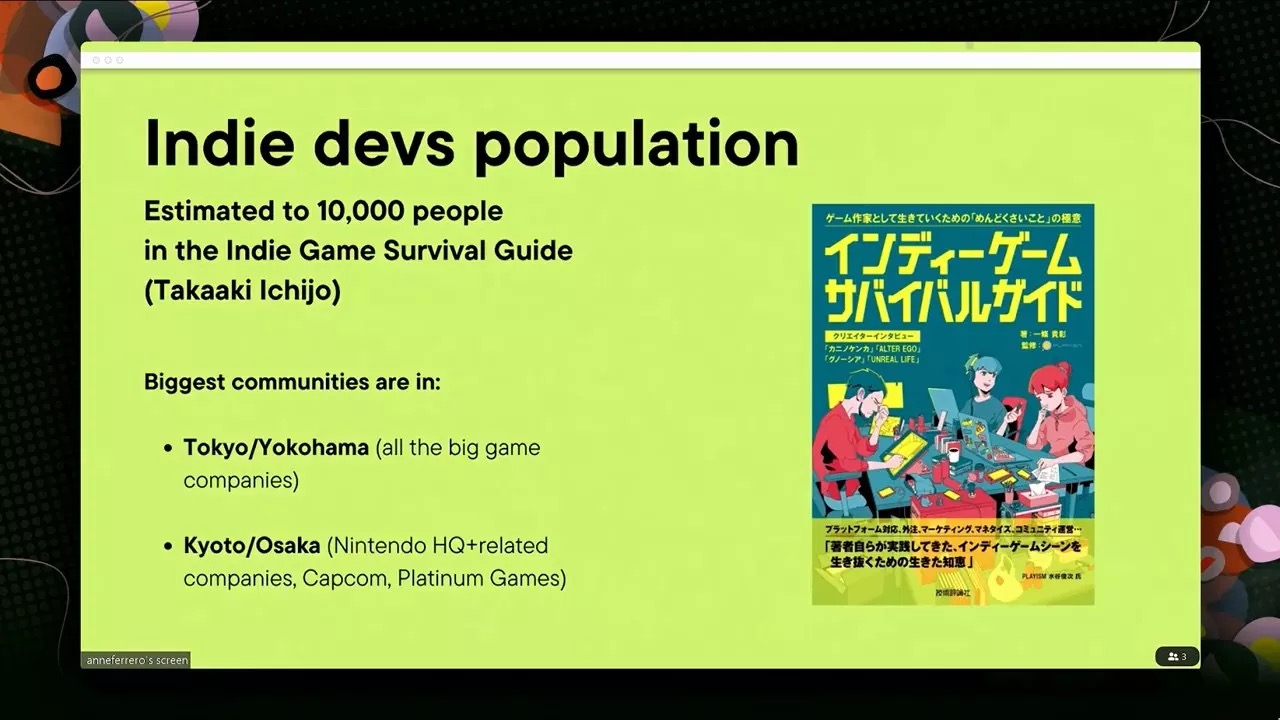 Indie devs population
Estimated to 10,000 people
in the Indie Game Survival Guide
(Takaaki Ichijo)
Biggest communities are in:
• Tokyo/Yokohama (all the big game
companies)
• Kyoto/Osaka (Nintendo HQ+related
companies, Capcom, Platinum Games)
ゲーム作家として生きていくための「めんどくさいこと」の極意
インディーゲーム
サバイバルガイド
クリエイターインタビュー
「カニノケンカ」「ALTER EGO」
「グノーシア」「UNREAL LIFE」
著:一條 貴彰
監修:
プラットフォーム対応、外注、マーケティング、マネタイズ、コミュニティ運営…
「著者自らが実践してきた、インディーゲームシーンを
生き抜くための生きた知恵」
PLAYISM 水谷俊次 氏
技術評論社
anneferrero's screen
3